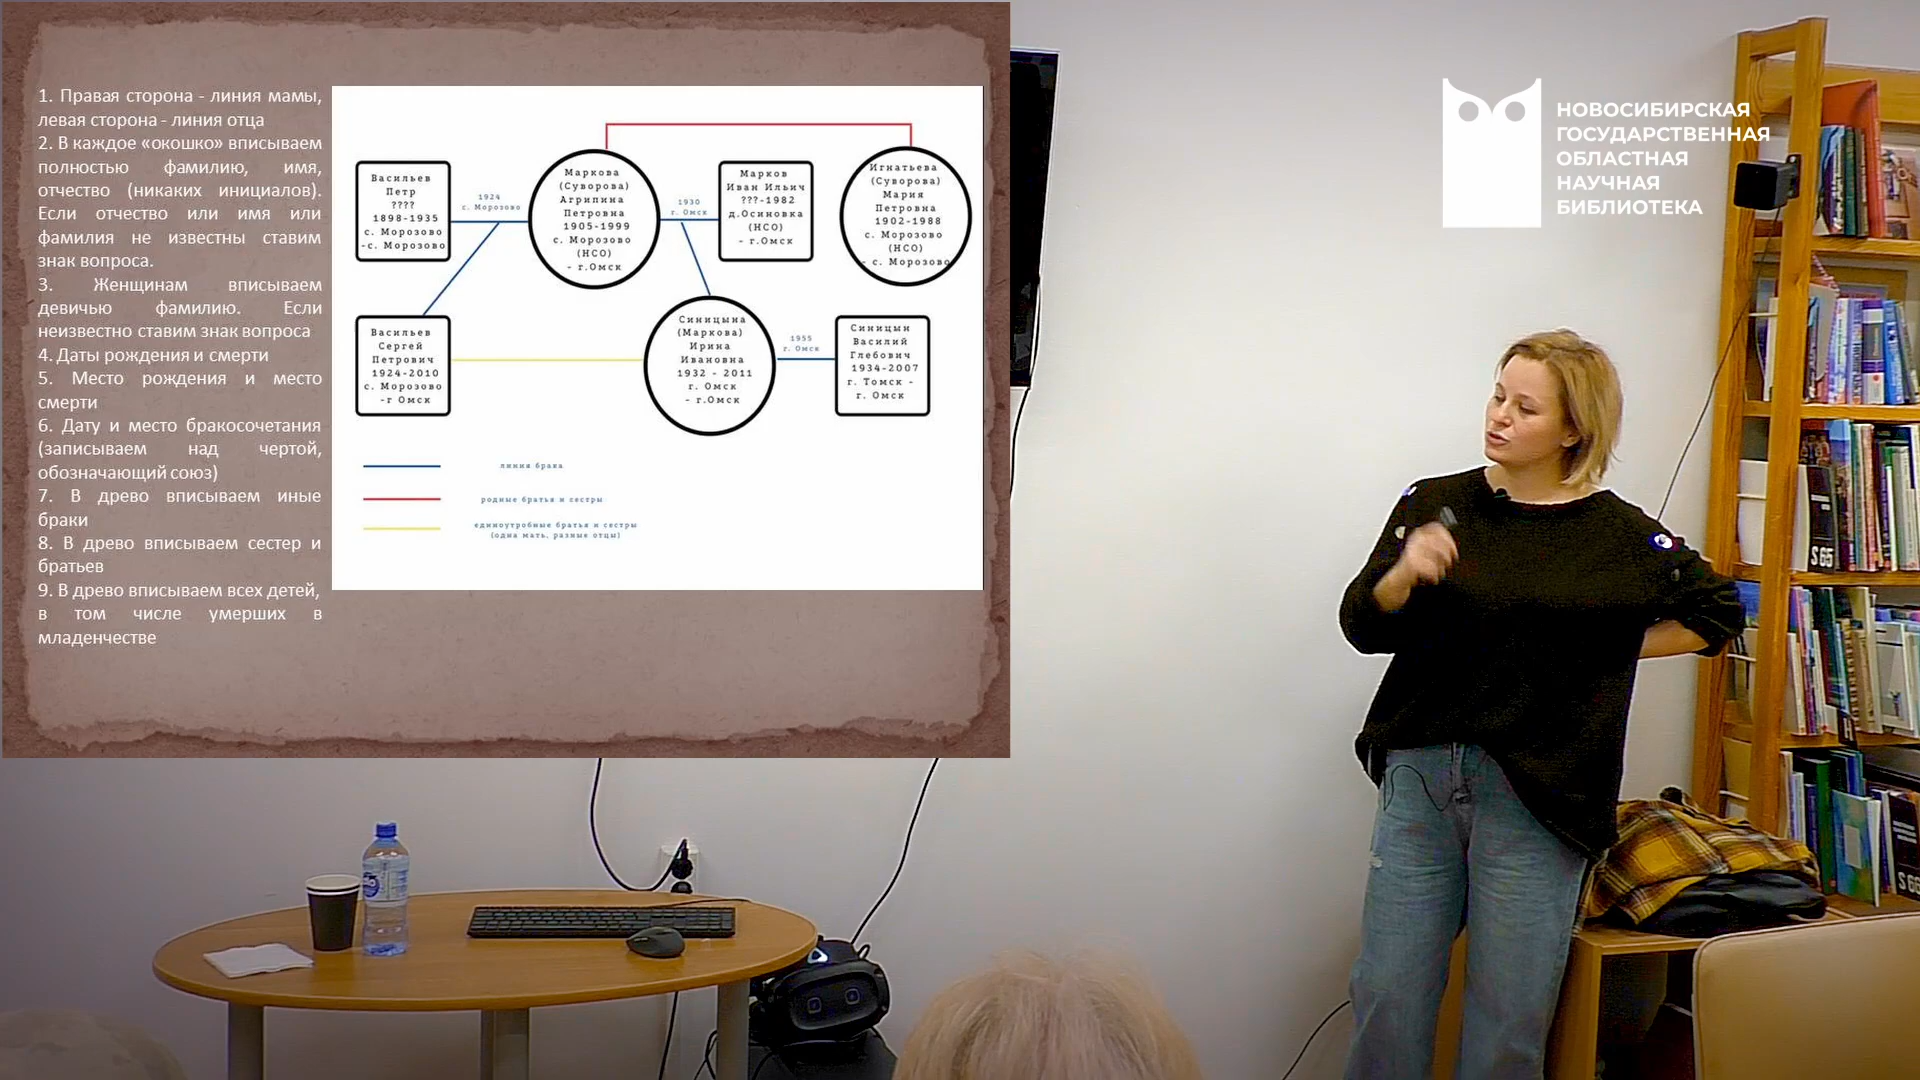 1. Правая сторона - линия мамы,
левая сторона - линия отца
2. В каждое «окошко» вписываем
полностью фамилию, имя,
отчество (никаких инициалов).
Если отчество или имя или
фамилия не известны ставим
знак вопроса.
3. Женщинам вписываем
девичью фамилию. Если
неизвестно ставим знак вопроса
4. Даты рождения и смерти
5. Место рождения и место
смерти
6. Дату и место бракосочетания
(записываем над чертой,
обозначающий союз)
7. В древо вписываем иные
браки
8. В древо вписываем сестер и
братьев
9. В древо вписываем всех детей,
в том числе умерших в
младенчестве
Васильев
Петр
????
1898-1935
с. Морозово
-с. Морозово
1924
с. Морозово
Маркова
(Суворова)
Агрипина
Петровна
1905-1999
с. Морозово
(НСО)
- г.Омск
1930
г. Омск
Марков
Иван Ильич
???-1982
д.Осиновка
(НСО)
- г.Омск
Игнатьева
(Суворова)
Мария
Петровна
1902-1988
с. Морозово
(НСО)
- с. Морозово
Васильев
Сергей
Петрович
1924-2010
с. Морозово
-г Омск
Синицына
(Маркова)
Ирина
Ивановна
1932 - 2011
г. Омск
- г.Омск
1955
г. Омск
Синицын
Василий
Глебович
1934-2007
г. Томск -
г. Омск
линия брака
родные братья и сестры
единоутробные братья и сестры
(одна мать, разные отцы)
НОВОСИБИРСКАЯ
ГОСУДАРСТВЕННАЯ
ОБЛАСТНАЯ
НАУЧНАЯ
БИБЛИОТЕКА
S 65
S 66